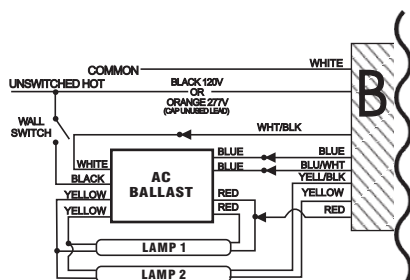 COMMON
WHITE
UNSWITCHED HOT
BLACK 120V
OR
ORANGE 277V
(CAP UNUSED LEAD)
B
WALL
SWITCH
WHT/BLK
WHITE
BLACK
YELLOW
YELLOW
AC
BALLAST
BLUE
BLUE
RED
RED
BLUE
BLU/WHT
YELL/BLK
YELLOW
RED
LAMP 1
LAMP 2